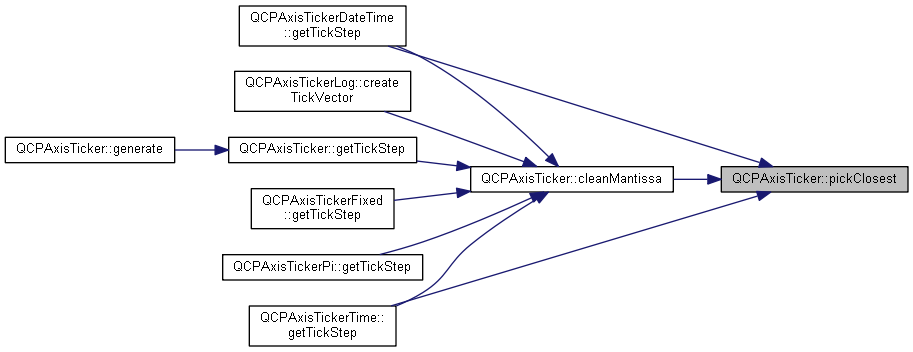 QCPAxisTickerDateTime
::getTickStep
QCPAxisTickerLog::create
TickVector
QCPAxisTicker::generate
QCPAxisTicker::getTickStep
QCPAxisTicker::cleanMantissa
QCPAxisTicker::pickClosest
QCPAxisTickerFixed
::getTickStep
QCPAxisTickerPi::getTickStep
QCPAxisTickerTime::
getTickStep